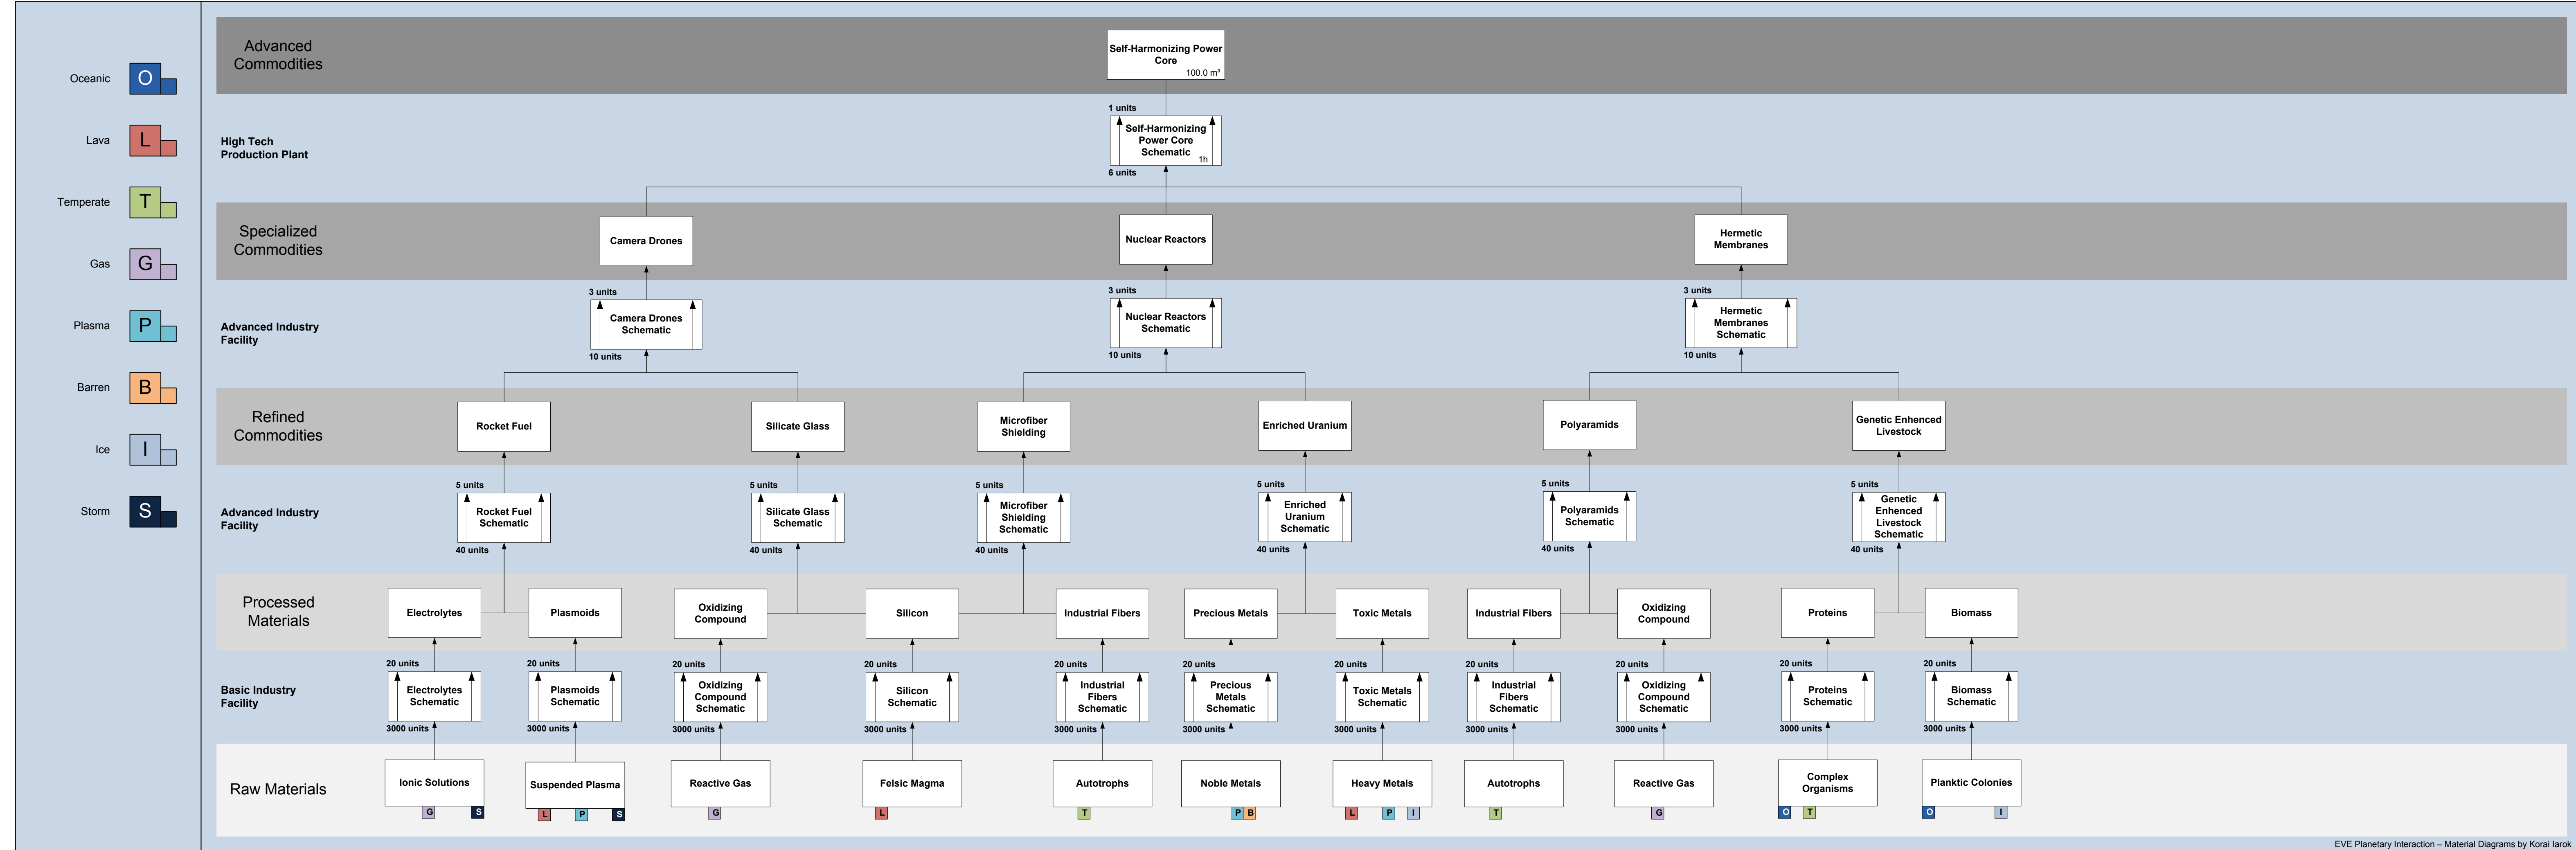 Oceanic
O
Lava
L
Temperate
T
Gas
G
Plasma
P
Barren
B
Ice
I
Storm
S
Advanced
Commodities
Self-Harmonizing Power
Core
100.0 m³
High Tech
Production Plant
1 units
Self-Harmonizing
Power Core
Schematic
1h
6 units
Specialized
Commodities
Camera Drones
Nuclear Reactors
Hermetic
Membranes
Advanced Industry
Facility
3 units
Camera Drones
Schematic
10 units
3 units
Nuclear Reactors
Schematic
10 units
3 units
Hermetic
Membranes
Schematic
10 units
Refined
Commodities
Rocket Fuel
Silicate Glass
Microfiber
Shielding
Enriched Uranium
Polyaramids
Genetic Enhanced
Livestock
Advanced Industry
Facility
5 units
Rocket Fuel
Schematic
40 units
5 units
Silicate Glass
Schematic
40 units
5 units
Microfiber
Shielding
Schematic
40 units
5 units
Enriched
Uranium
Schematic
40 units
5 units
Polyaramids
Schematic
40 units
5 units
Genetic
Enhanced
Livestock
Schematic
40 units
Processed
Materials
Electrolytes
Plasmoids
Oxidizing
Compound
Silicon
Industrial Fibers
Precious Metals
Toxic Metals
Industrial Fibers
Oxidizing
Compound
Proteins
Biomass
Basic Industry
Facility
20 units
Electrolytes
Schematic
3000 units
20 units
Plasmoids
Schematic
3000 units
20 units
Oxidizing
Compound
Schematic
3000 units
20 units
Silicon
Schematic
3000 units
20 units
Industrial
Fibers
Schematic
3000 units
20 units
Precious
Metals
Schematic
3000 units
20 units
Toxic Metals
Schematic
3000 units
20 units
Industrial
Fibers
Schematic
3000 units
20 units
Oxidizing
Compound
Schematic
3000 units
20 units
Proteins
Schematic
3000 units
20 units
Biomass
Schematic
3000 units
Raw Materials
Ionic Solutions
G S
Suspended Plasma
L P S
Reactive Gas
G
Felsic Magma
L
Autotrophs
T
Noble Metals
P B
Heavy Metals
L P I
Autotrophs
T
Reactive Gas
G
Complex
Organisms
O T
Planktic Colonies
O I
EVE Planetary Interaction – Material Diagrams by Korai Iarok